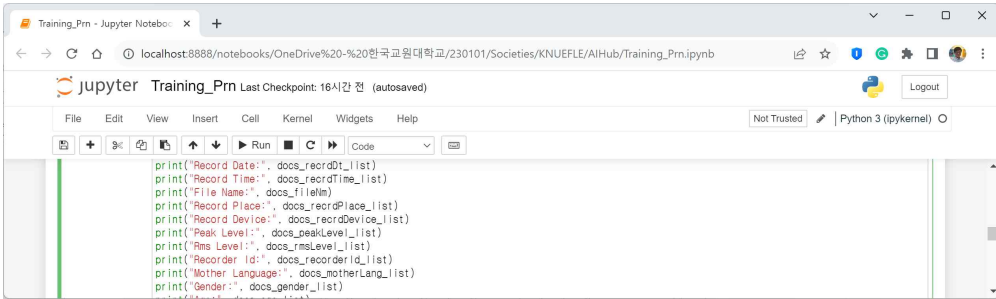 Training_Prn - Jupyter Noteboo
localhost:8888/notebooks/OneDrive%20-%20한국교원대학교/230101/Societies/KNUEFLE/AIHub/Training_Prn.ipynb
jupyter Training_Prn Last Checkpoint: 16시간 전 (autosaved)
Logout
File Edit View Insert Cell Kernel Widgets Help
Not Trusted Python 3 (ipykernel)
Run Code
print("Record Date:", docs_recrdDt_list)
print("Record Time:", docs_recrdTime_list)
print("File Name:", docs_fileNm)
print("Record Place:", docs_recrdPlace_list)
print("Record Device:", docs_recrdDevice_list)
print("Peak Level:", docs_peakLevel_list)
print("Rms Level:", docs_rmsLevel_list)
print("Recorder Id:", docs_recorderId_list)
print("Mother Language:", docs_motherLang_list)
print("Gender:", docs_gender_list)